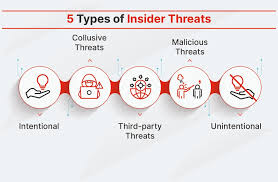 5 Types of Insider Threats
Collusive
Threats
Malicious
Threats
Intentional
Third-party
Threats
Unintentional